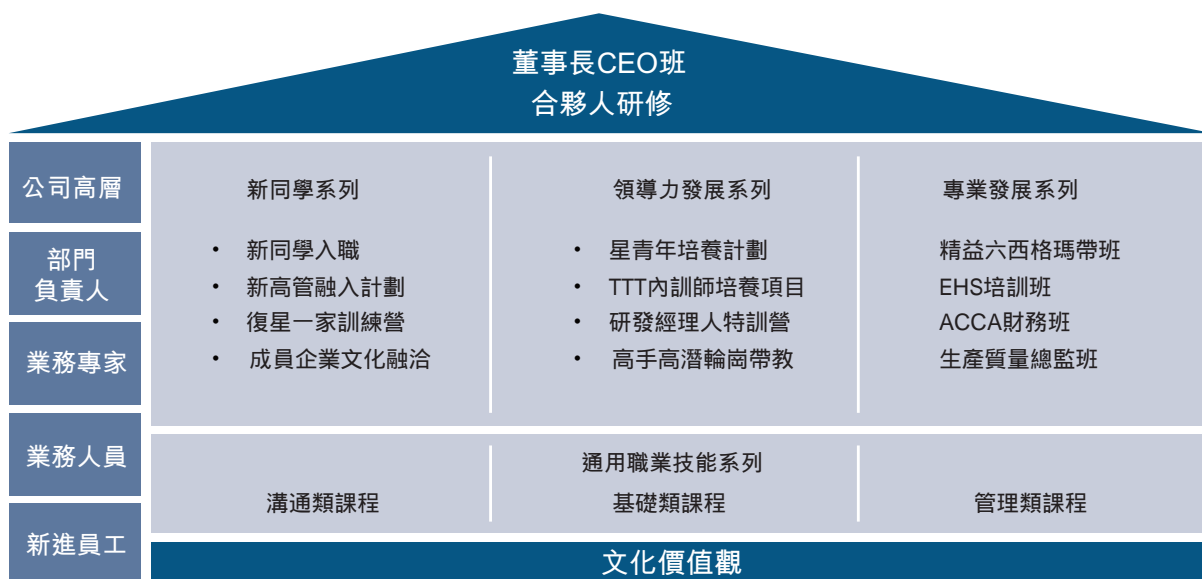 董事長CEO班
合夥人研修
公司高層
部門
負責人
業務專家
業務人員
新進員工
新同學系列
• 新同學入職
• 新高管融入計劃
• 復星一家訓練營
• 成員企業文化融洽
領導力發展系列
• 星青年培養計劃
• TTT內訓師培養項目
• 研發經理人特訓營
• 高手高潛輪崗帶教
專業發展系列
精益六西格瑪帶班
EHS培訓班
ACCA財務班
生產質量總監班
通用職業技能系列
溝通類課程
基礎類課程
管理類課程
文化價值觀